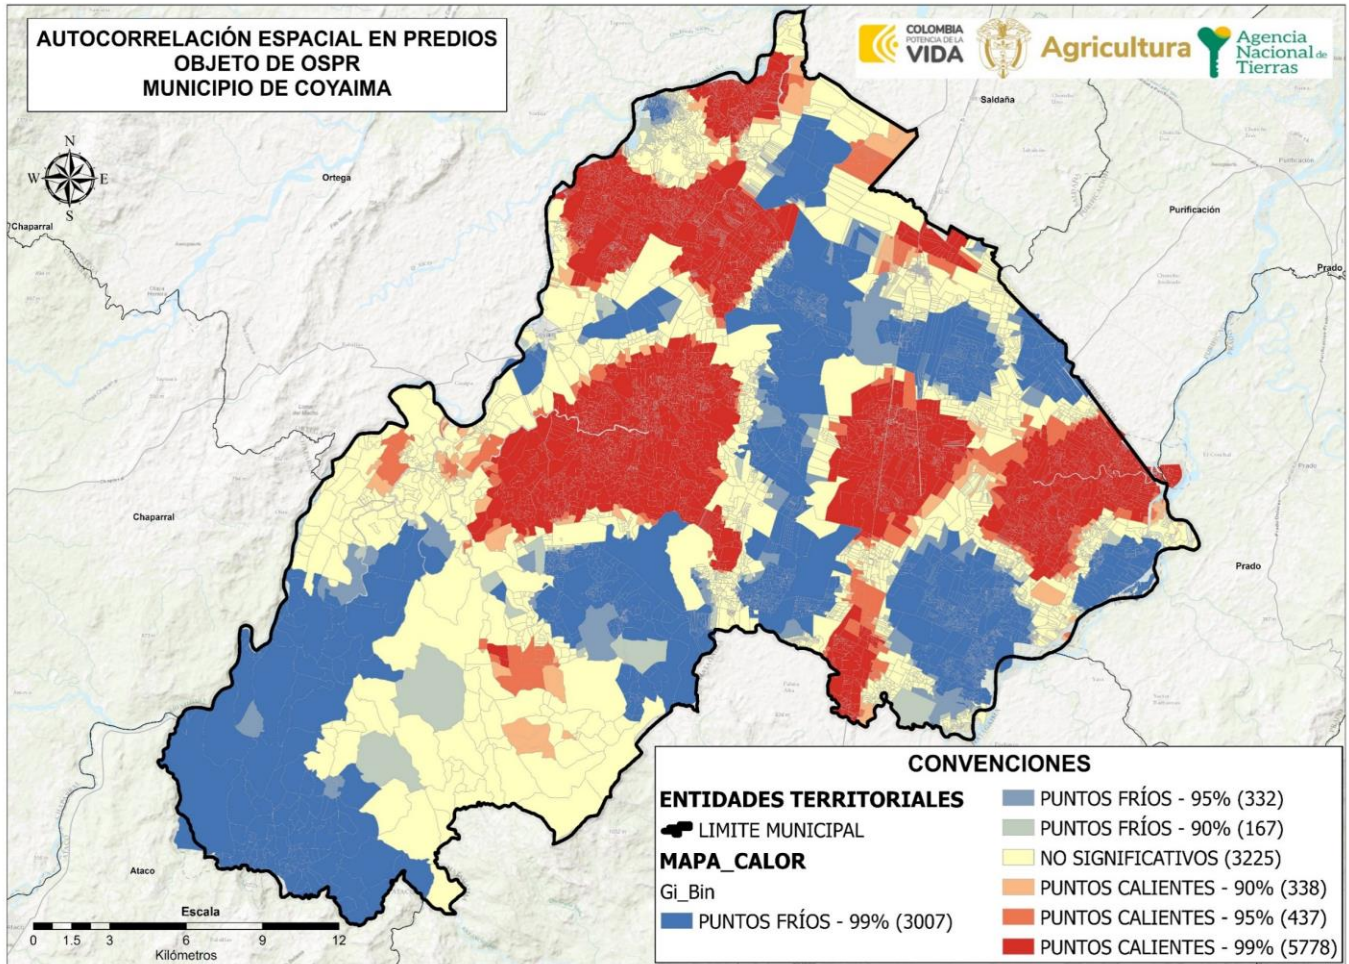 AUTOCORRELACIÓN ESPACIAL EN PREDIOS
OBJETO DE OSPR
MUNICIPIO DE COYAIMA
COLOMBIA
POTENCIA DE LA
VIDA
Agricultura
Agencia
Nacional de
Tierras
N
W
E
S
Saldaña
Ortega
Chaparral
Purificación
Prado
Chaparral
Prado
Prado
Ataco
Escala
0 1.5 3 6 9 12
Kilómetros
CONVENCIONES
ENTIDADES TERRITORIALES
LIMITE MUNICIPAL
MAPA_CALOR
Gi_Bin
PUNTOS FRÍOS - 99% (3007)
PUNTOS FRÍOS - 95% (332)
PUNTOS FRÍOS - 90% (167)
NO SIGNIFICATIVOS (3225)
PUNTOS CALIENTES - 90% (338)
PUNTOS CALIENTES - 95% (437)
PUNTOS CALIENTES - 99% (5778)